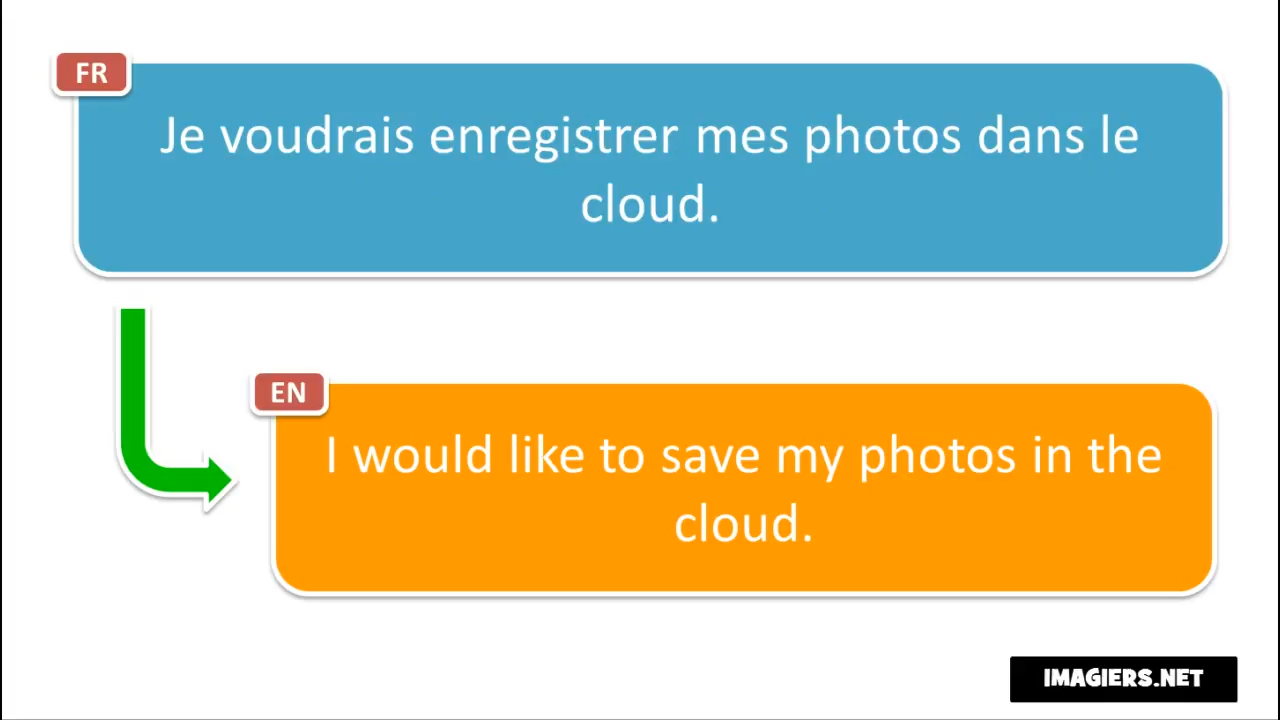 FR
Je voudrais enregistrer mes photos dans le
cloud.
EN
I would like to save my photos in the
cloud.
IMAGIERS.NET